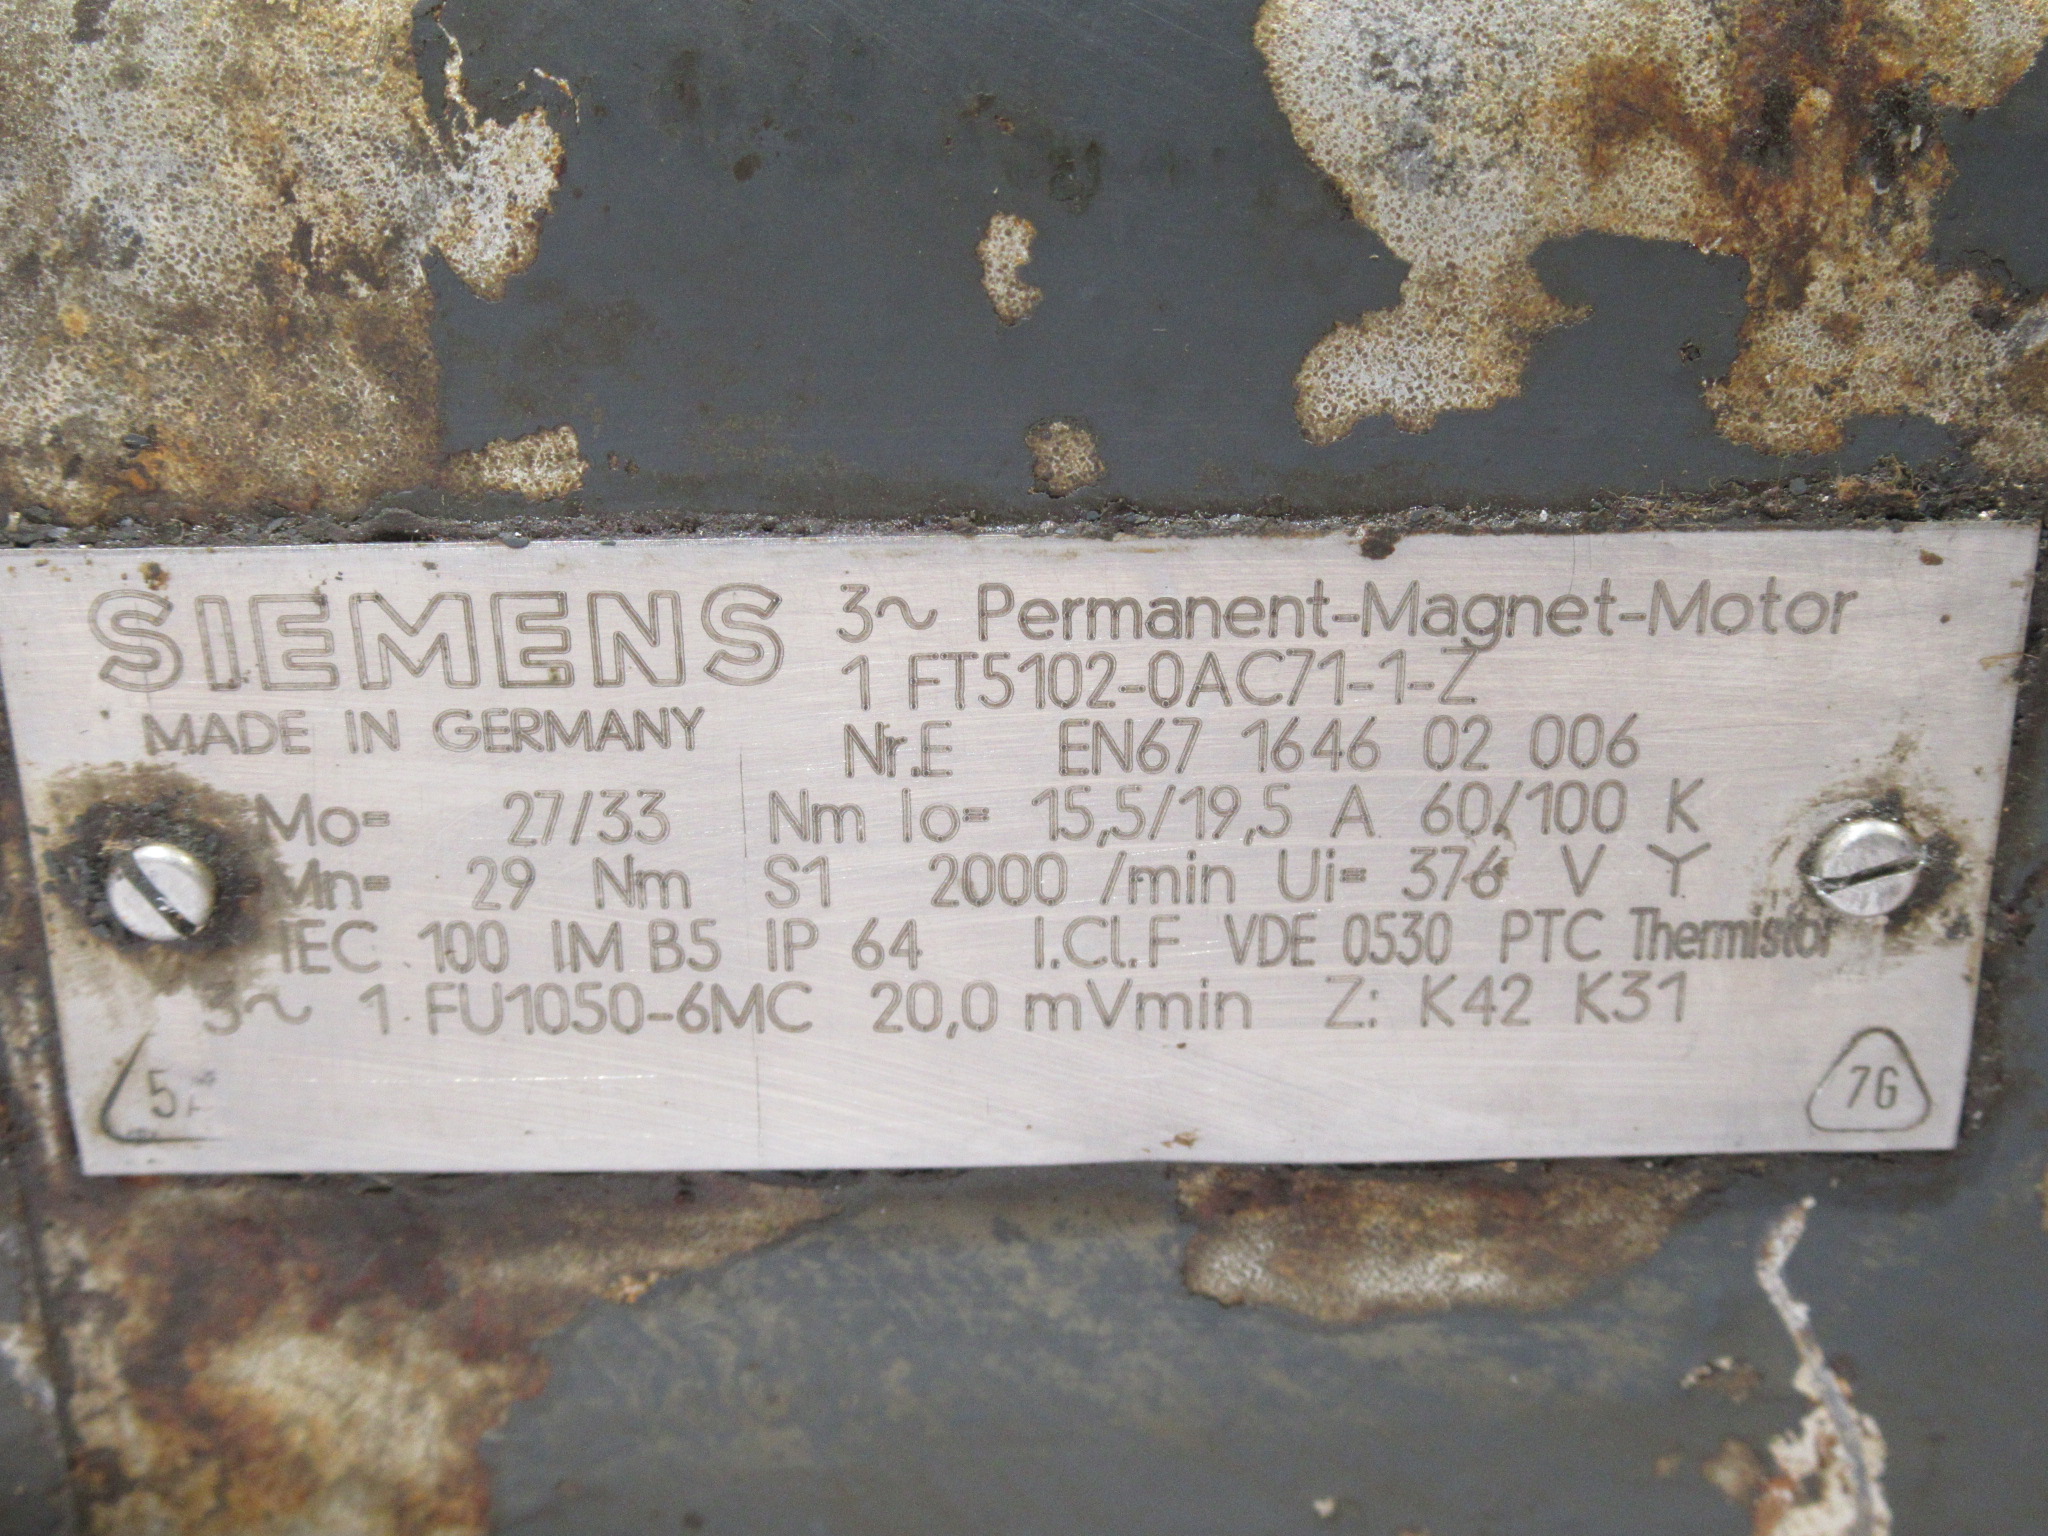 SIEMENS
MADE IN GERMANY
3~ Permanent-Magnet-Motor
1 FT5102-0AC71-1-Z
Nr.E EN67 1646 02 006
Mo= 27/33 Nm Io= 15,5/19,5 A 60/100 K
Mn= 29 Nm S1 2000 /min Ui= 376 V Y
IEC 100 IM B5 IP 64 I.Cl.F VDE 0530 PTC Thermistor
3~ 1 FU1050-6MC 20,0 mVmin Z: K42 K31
7G